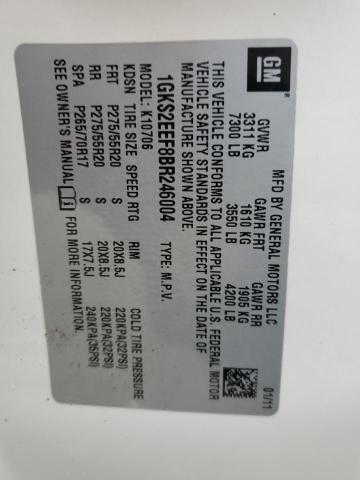 GM
MFD BY GENERAL MOTORS LLC
01/11
GVWR GAWR FRT GAWR RR
3311 KG 1610 KG 1905 KG
7300 LB 3550 LB 4200 LB
THIS VEHICLE CONFORMS TO ALL APPLICABLE U.S. FEDERAL MOTOR
VEHICLE SAFETY STANDARDS IN EFFECT ON THE DATE OF
MANUFACTURE SHOWN ABOVE.
1GKS2EEF8BR246004 TYPE: M.P.V.
MODEL: K10706
KDSN TIRE SIZE SPEED RTG RIM COLD TIRE PRESSURE
FRT P275/55R20 S 20X8.5J 220KPA(32PSI)
RR P275/55R20 S 20X8.5J 220KPA(32PSI)
SPA P265/70R17 S 17X7.5J 240KPA(35PSI)
SEE OWNER'S MANUAL FOR MORE INFORMATION.